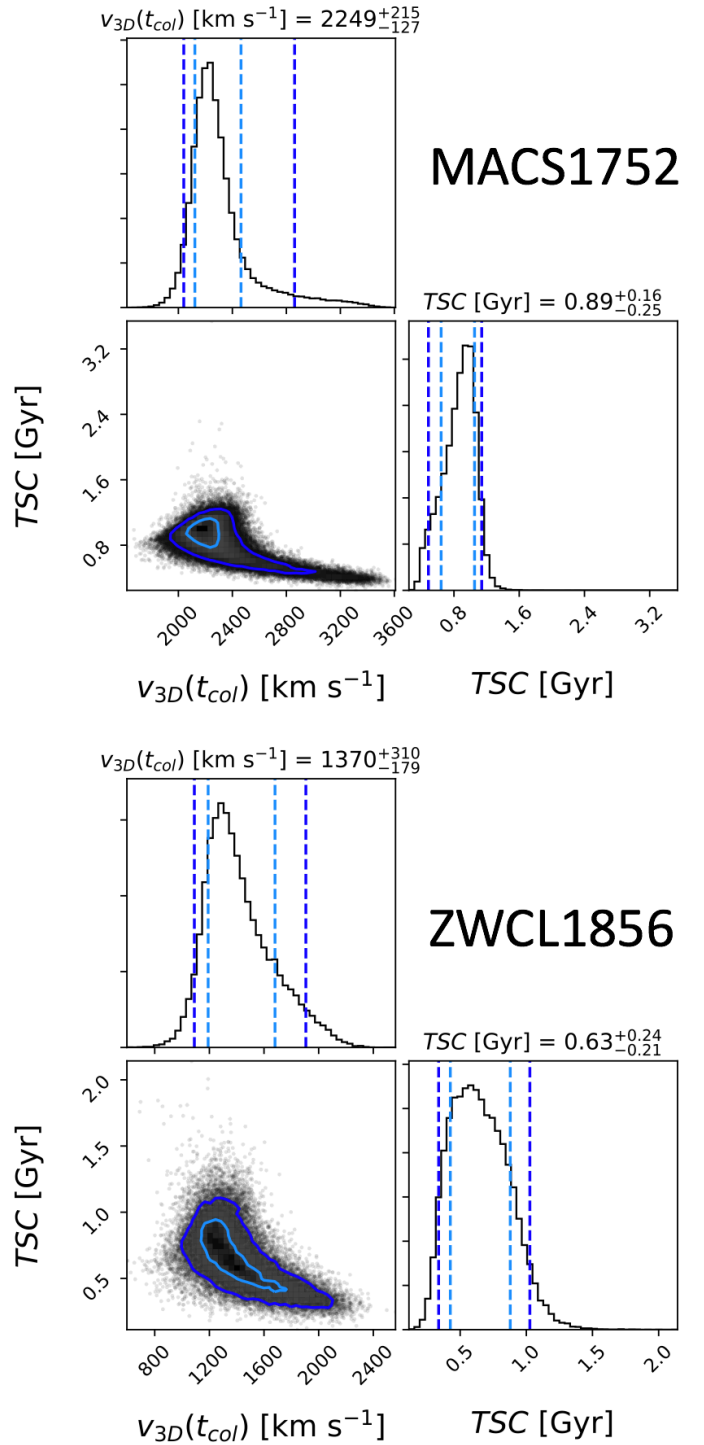 v₃D(t_col) [km s⁻¹] = 2249⁺²¹⁵₋₁₂₇
MACS1752
TSC [Gyr] = 0.89⁺⁰·¹⁶₋₀.₂₅
3.2
2.4
1.6
0.8
TSC [Gyr]
2000 2400 2800 3200 3600
0.8 1.6 2.4 3.2
v₃D(t_col) [km s⁻¹]
TSC [Gyr]
v₃D(t_col) [km s⁻¹] = 1370⁺³¹⁰₋₁₇₉
ZWCL1856
TSC [Gyr] = 0.63⁺⁰·²⁴₋₀.₂₁
2.0
1.5
1.0
0.5
TSC [Gyr]
800 1200 1600 2000 2400
0.5 1.0 1.5 2.0
v₃D(t_col) [km s⁻¹]
TSC [Gyr]